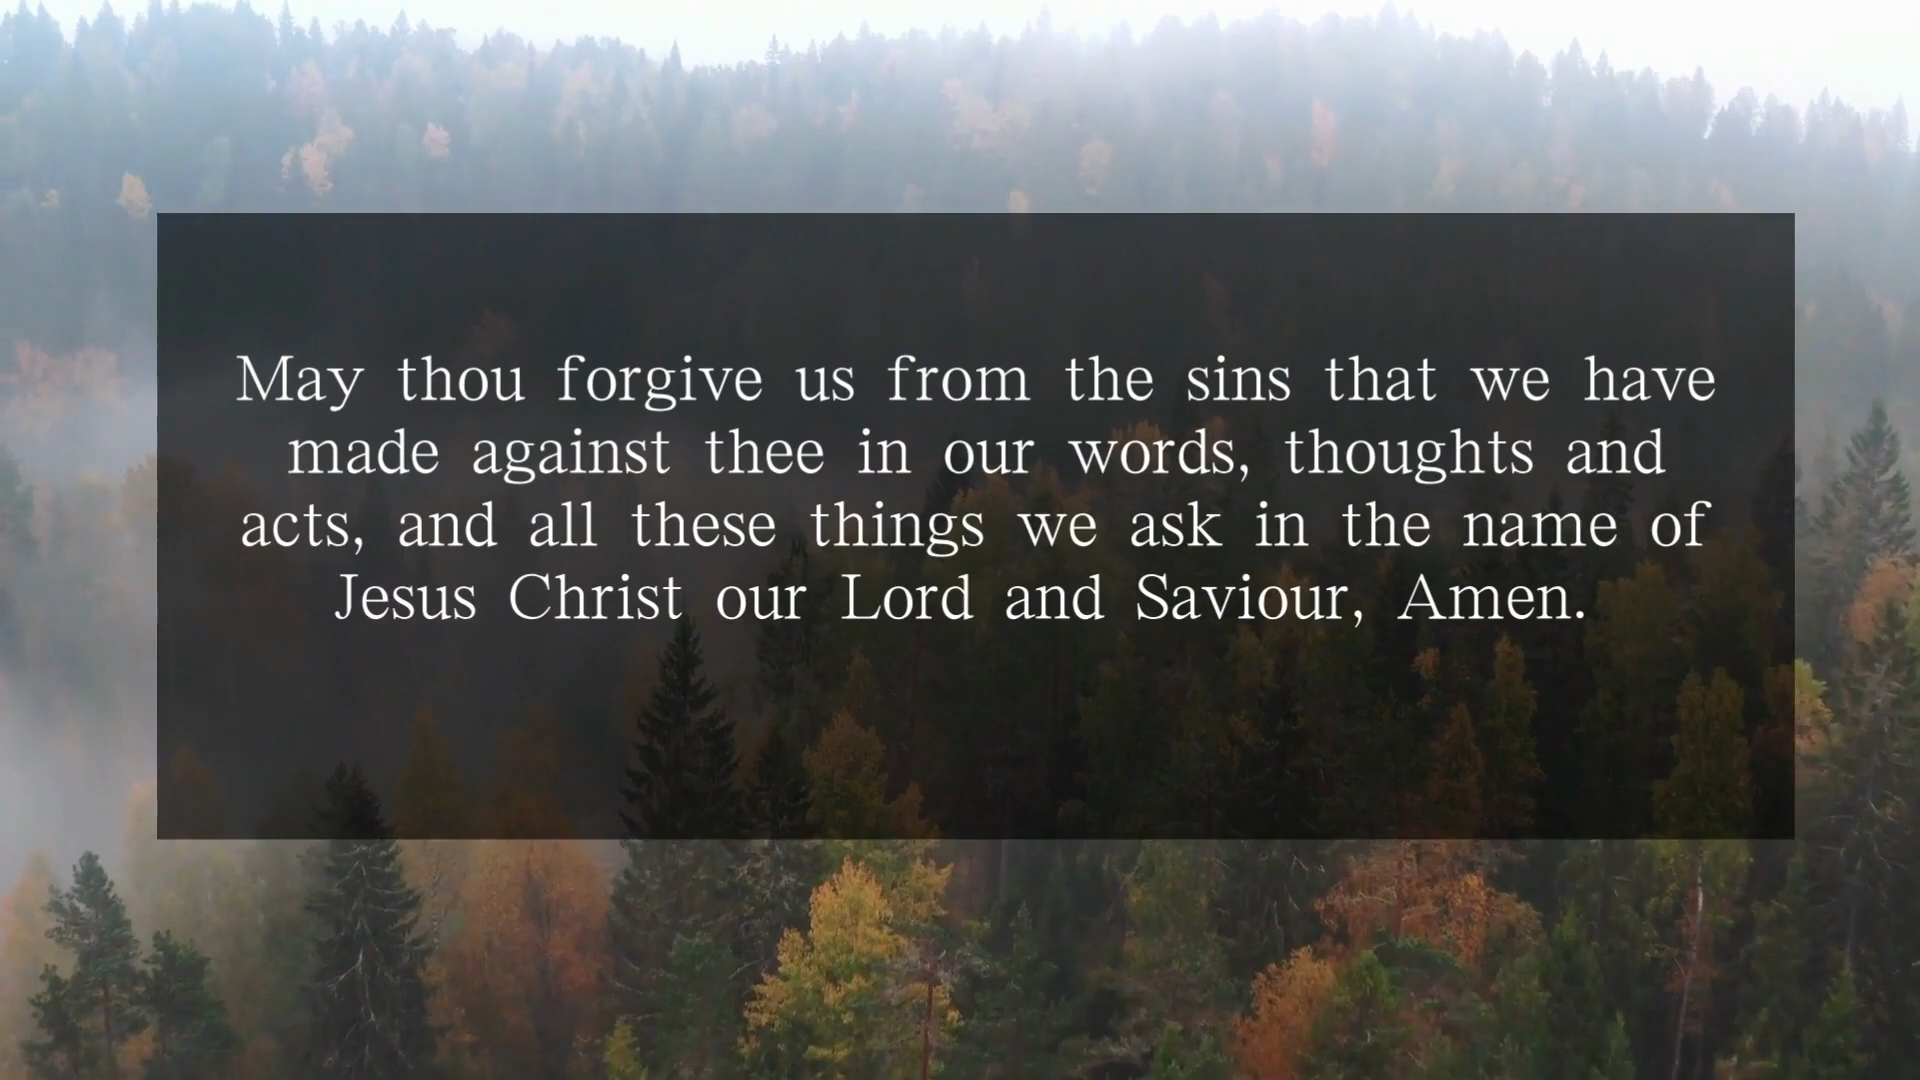 May thou forgive us from the sins that we have
made against thee in our words, thoughts and
acts, and all these things we ask in the name of
Jesus Christ our Lord and Saviour, Amen.